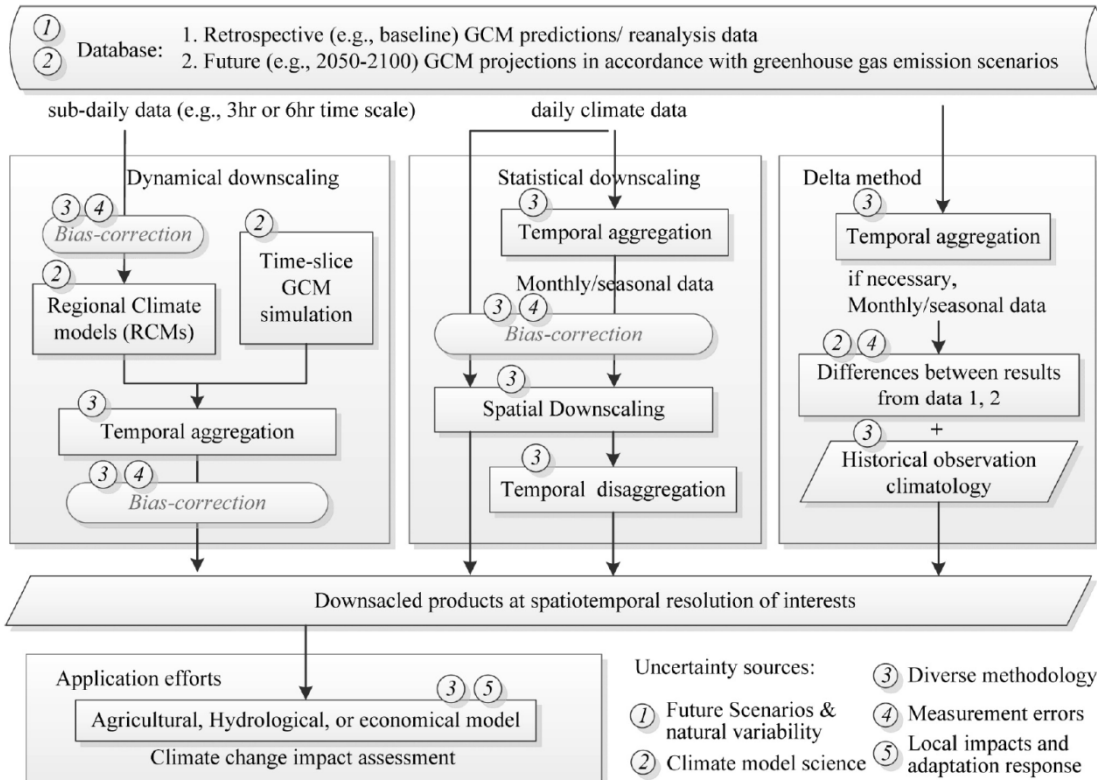 1
2
Database:
1. Retrospective (e.g., baseline) GCM predictions/ reanalysis data
2. Future (e.g., 2050-2100) GCM projections in accordance with greenhouse gas emission scenarios
sub-daily data (e.g., 3hr or 6hr time scale)
daily climate data
Dynamical downscaling
3 4
Bias-correction
2
Regional Climate
models (RCMs)
2
Time-slice
GCM
simulation
3
Temporal aggregation
3 4
Bias-correction
Statistical downscaling
3
Temporal aggregation
Monthly/seasonal data
3 4
Bias-correction
3
Spatial Downscaling
3
Temporal disaggregation
Delta method
3
Temporal aggregation
if necessary,
Monthly/seasonal data
2 4
Differences between results
from data 1, 2
+
3
Historical observation
climatology
Downsacled products at spatiotemporal resolution of interests
Application efforts
3 5
Agricultural, Hydrological, or economical model
Climate change impact assessment
Uncertainty sources:
1 Future Scenarios &
natural variability
2 Climate model science
3 Diverse methodology
4 Measurement errors
5 Local impacts and
adaptation response